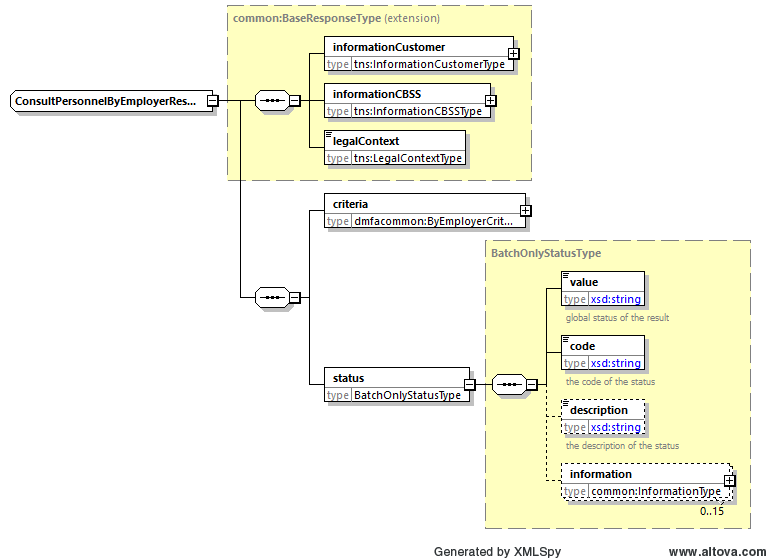 common:BaseResponseType (extension)
informationCustomer
type tns:InformationCustomerType
ConsultPersonnelByEmployerRes...
informationCBSS
type tns:InformationCBSSType
legalContext
type tns:LegalContextType
criteria
type dmfacommon:ByEmployerCrit...
BatchOnlyStatusType
value
type xsd:string
global status of the result
code
type xsd:string
the code of the status
status
type BatchOnlyStatusType
description
type xsd:string
the description of the status
information
type common:InformationType
0..15
Generated by XMLSpy
www.altova.com